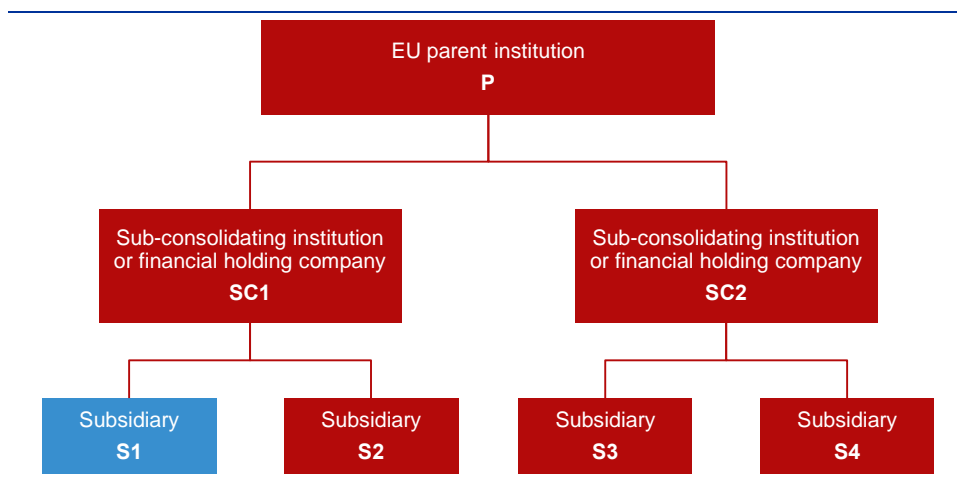 EU parent institution
P
Sub-consolidating institution
or financial holding company
SC1
Sub-consolidating institution
or financial holding company
SC2
Subsidiary
S1
Subsidiary
S2
Subsidiary
S3
Subsidiary
S4